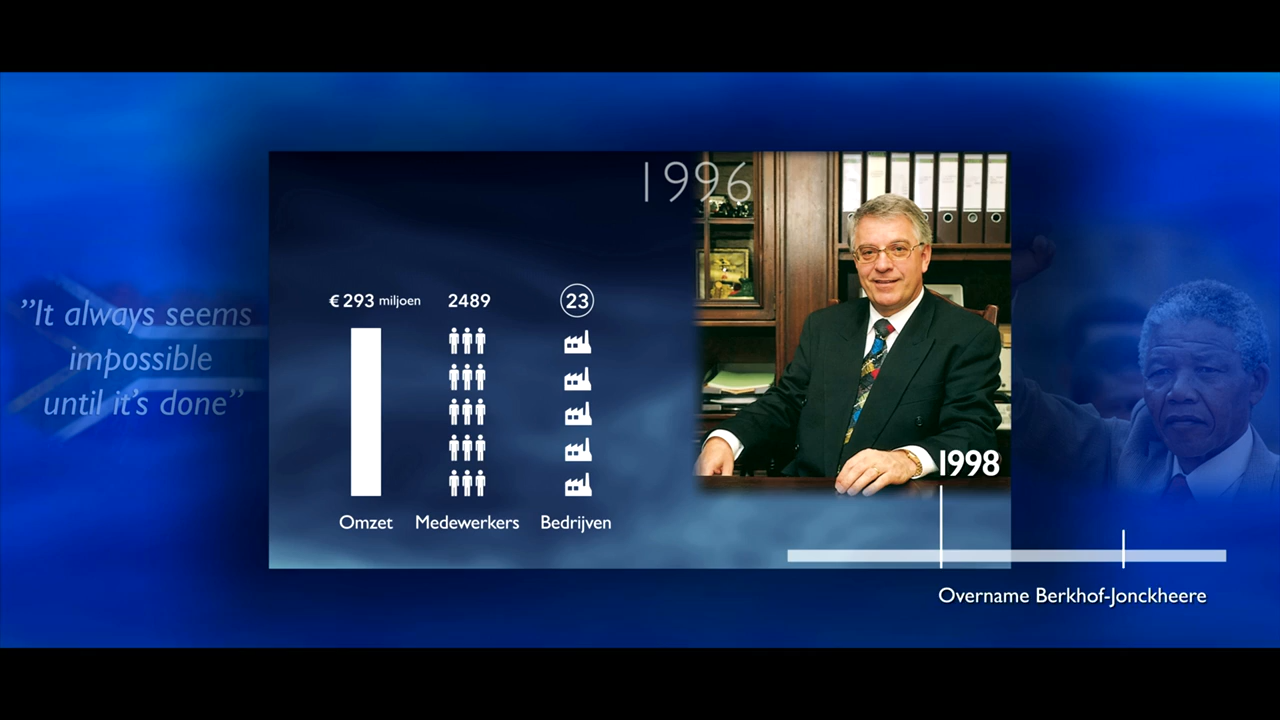 1996
"It always seems
impossible
until it's done"
€ 293 miljoen
2489
23
Omzet
Medewerkers
Bedrijven
1998
Overname Berkhof-Jonckheere